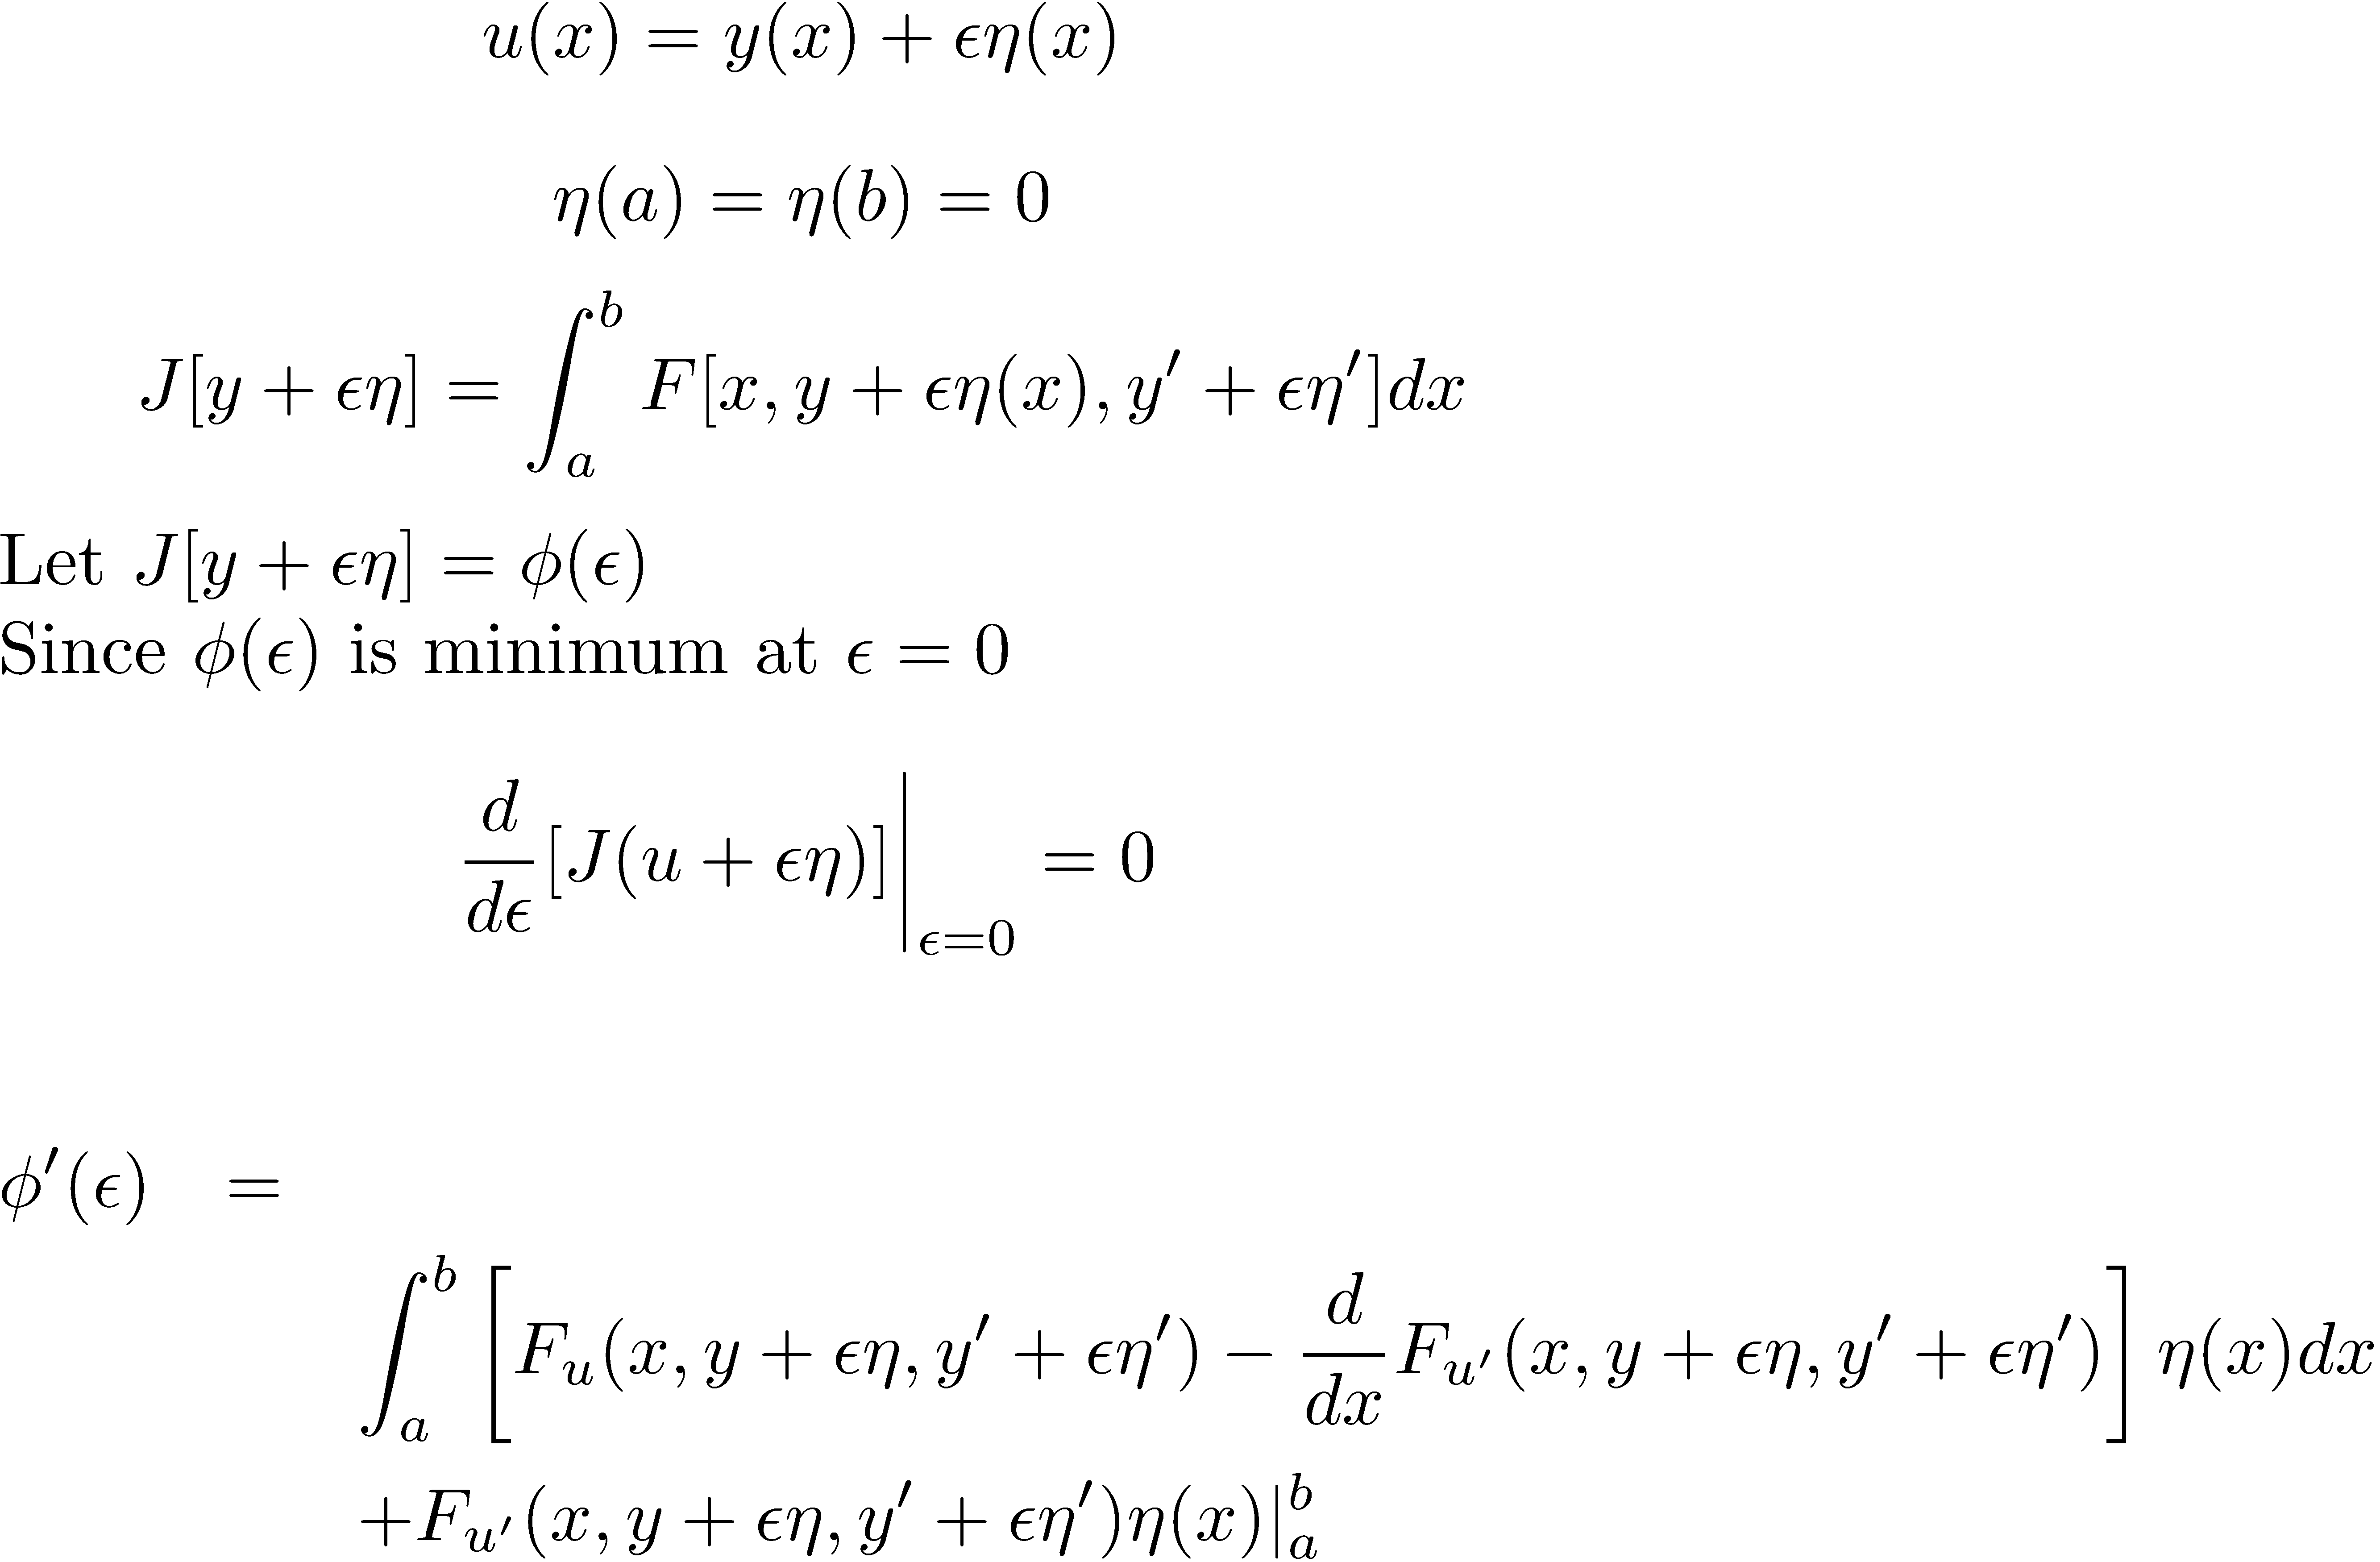 u(x) = y(x) + ϵη(x)
η(a) = η(b) = 0
J[y + ϵη] = ∫_a^b F[x, y + ϵη(x), y′ + ϵη′]dx
Let J[y + ϵη] = ϕ(ϵ)
Since ϕ(ϵ) is minimum at ϵ = 0
d/dϵ [J(u + ϵη)]|_{ϵ=0} = 0
ϕ′(ϵ) =
∫_a^b [F_u(x, y + ϵη, y′ + ϵη′) − d/dx F_{u′}(x, y + ϵη, y′ + ϵη′)] η(x)dx
+F_{u′}(x, y + ϵη, y′ + ϵη′)η(x)|_a^b